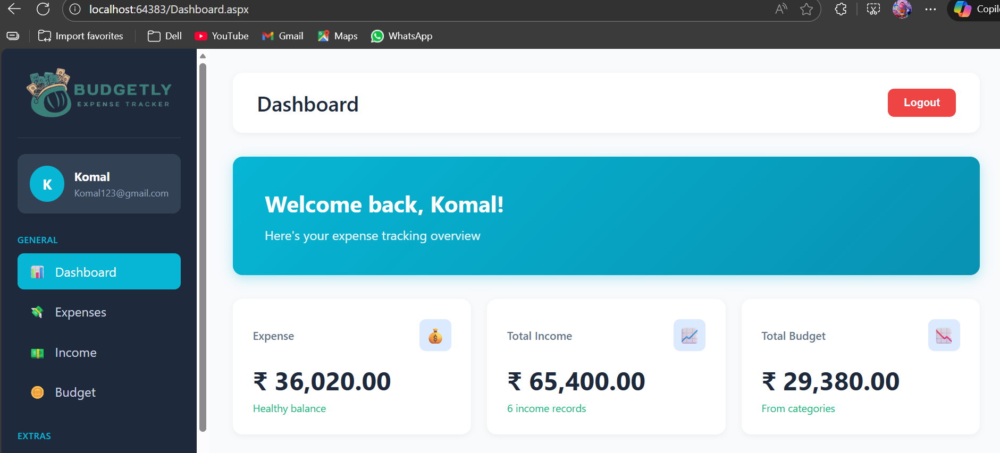 localhost:64383/Dashboard.aspx
Import favorites
Dell
YouTube
Gmail
Maps
WhatsApp
BUDGETLY
EXPENSE TRACKER
K
Komal
Komal123@gmail.com
GENERAL
Dashboard
Expenses
Income
Budget
EXTRAS
Dashboard
Logout
Welcome back, Komal!
Here's your expense tracking overview
Expense
₹ 36,020.00
Healthy balance
Total Income
₹ 65,400.00
6 income records
Total Budget
₹ 29,380.00
From categories